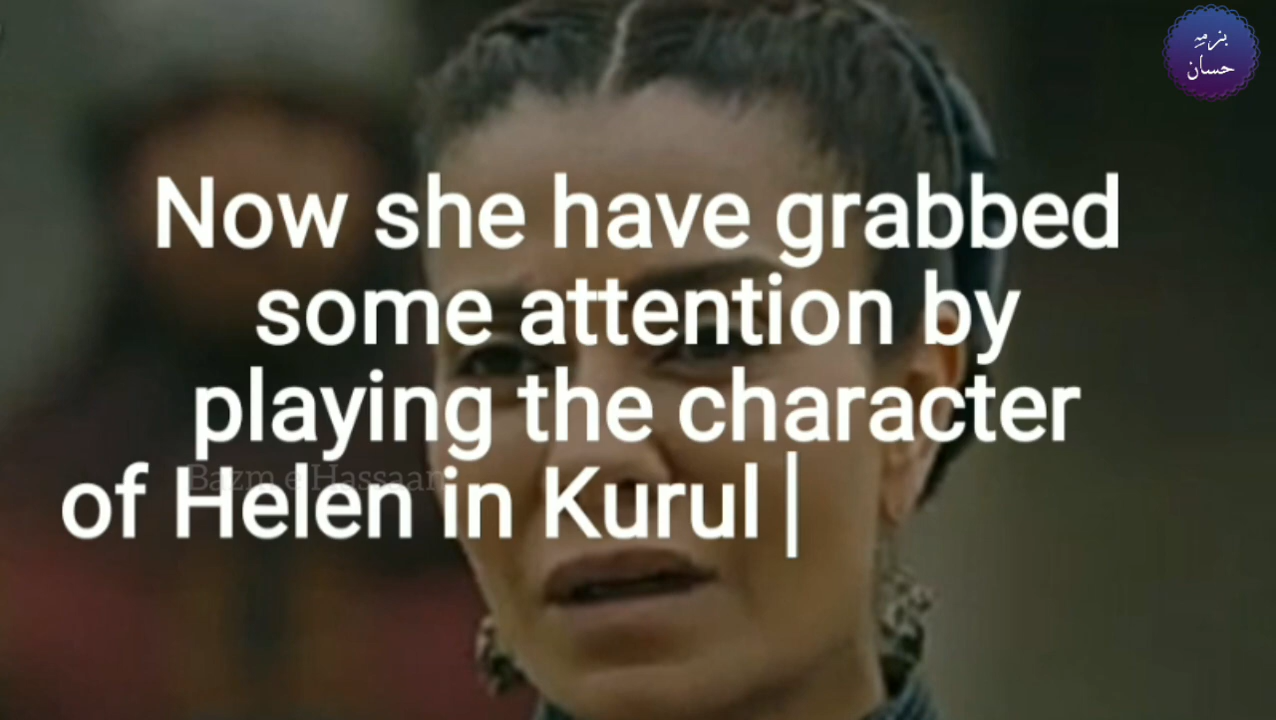 بزمِ
حسان
Now she have grabbed
some attention by
playing the character
of Helen in Kurul
Bazm e Hassaan